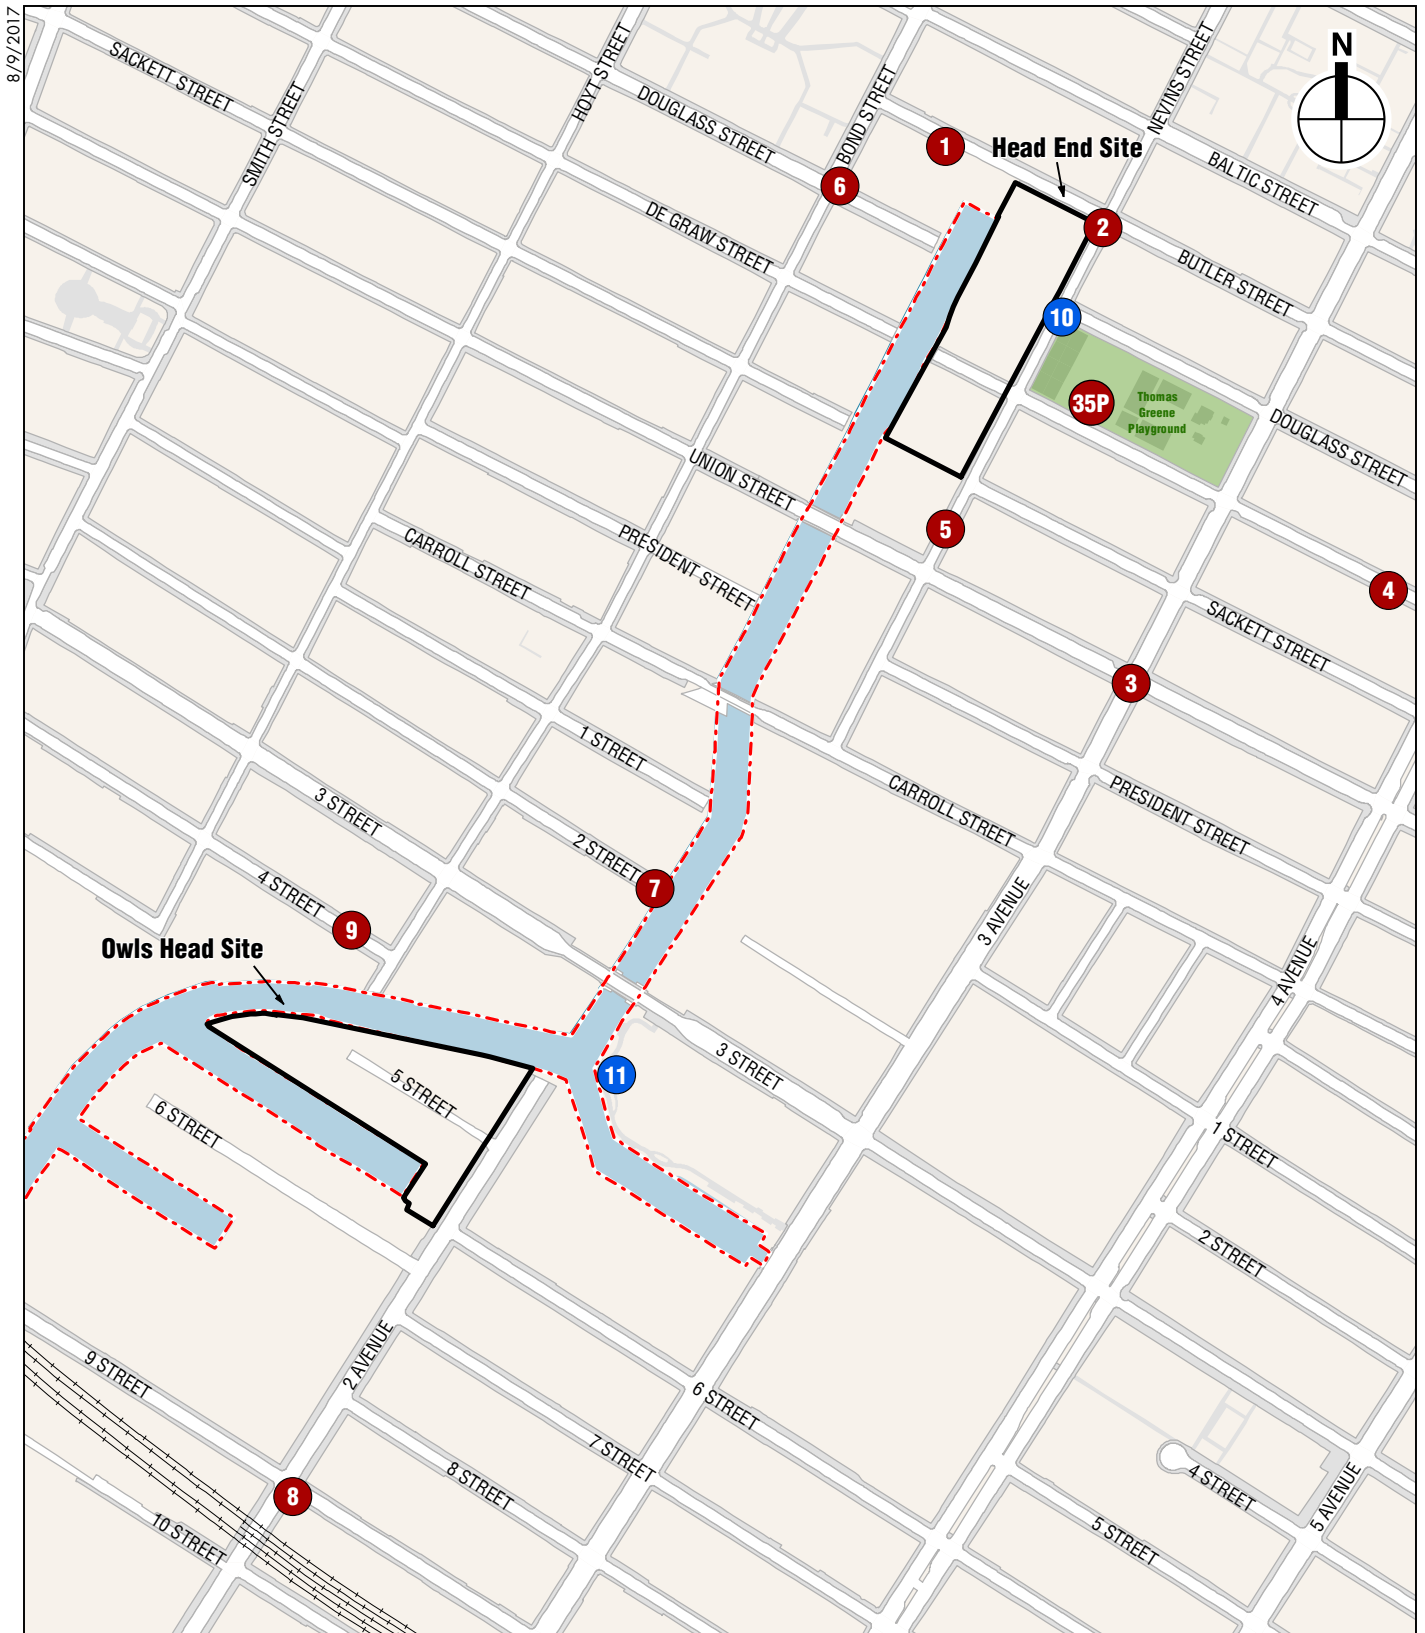 8/9/2017
N
SACKETT STREET
SMITH STREET
HOYT STREET
DOUGLASS STREET
BOND STREET
NEVINS STREET
1
Head End Site
BALTIC STREET
6
DE GRAW STREET
2
BUTLER STREET
10
35P
Thomas
Greene
Playground
DOUGLASS STREET
UNION STREET
5
PRESIDENT STREET
CARROLL STREET
4
SACKETT STREET
3
1 STREET
CARROLL STREET
PRESIDENT STREET
3 STREET
2 STREET
7
4 STREET
9
3 AVENUE
Owls Head Site
4 AVENUE
3 STREET
11
5 STREET
6 STREET
1 STREET
2 STREET
9 STREET
2 AVENUE
6 STREET
7 STREET
8 STREET
4 STREET
5 AVENUE
8
10 STREET
5 STREET